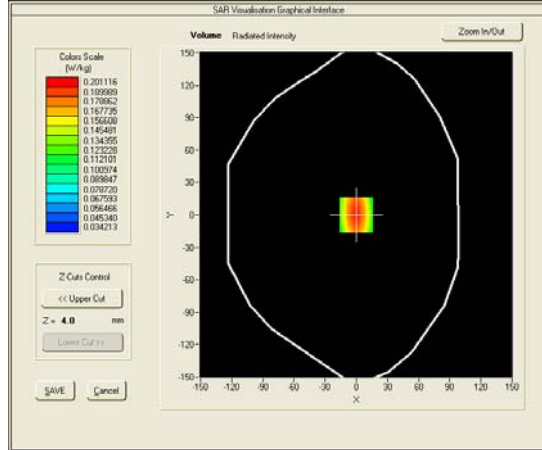 SAR Visualisation Graphical Interface
Volume Radiated Intensity
Zoom In/Out
Colors Scale
(W/kg)
0.201116
0.189989
0.178862
0.167735
0.156608
0.145481
0.134355
0.123228
0.112101
0.100974
0.089847
0.078720
0.067593
0.056466
0.045340
0.034213
Z-Cuts Control
<< Upper Cut
Z = 4.0 mm
Lower Cut >>
SAVE
Cancel
150
120
90
60
30
0
-30
-60
-90
-120
-150
Y
-150 -120 -90 -60 -30 0 30 60 90 120 150
X